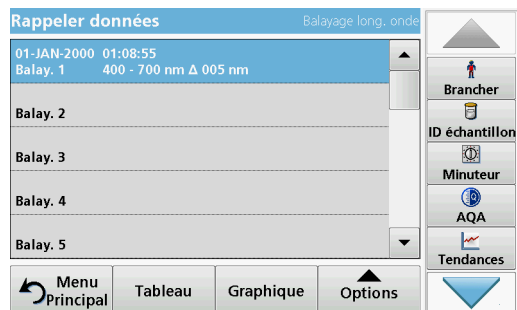 Rappeler données
Balayage long. onde
01-JAN-2000 01:08:55
Balay. 1 400 - 700 nm Δ 005 nm
Balay. 2
Balay. 3
Balay. 4
Balay. 5
Menu Principal
Tableau
Graphique
Options
Brancher
ID échantillon
Minuteur
AQA
Tendances